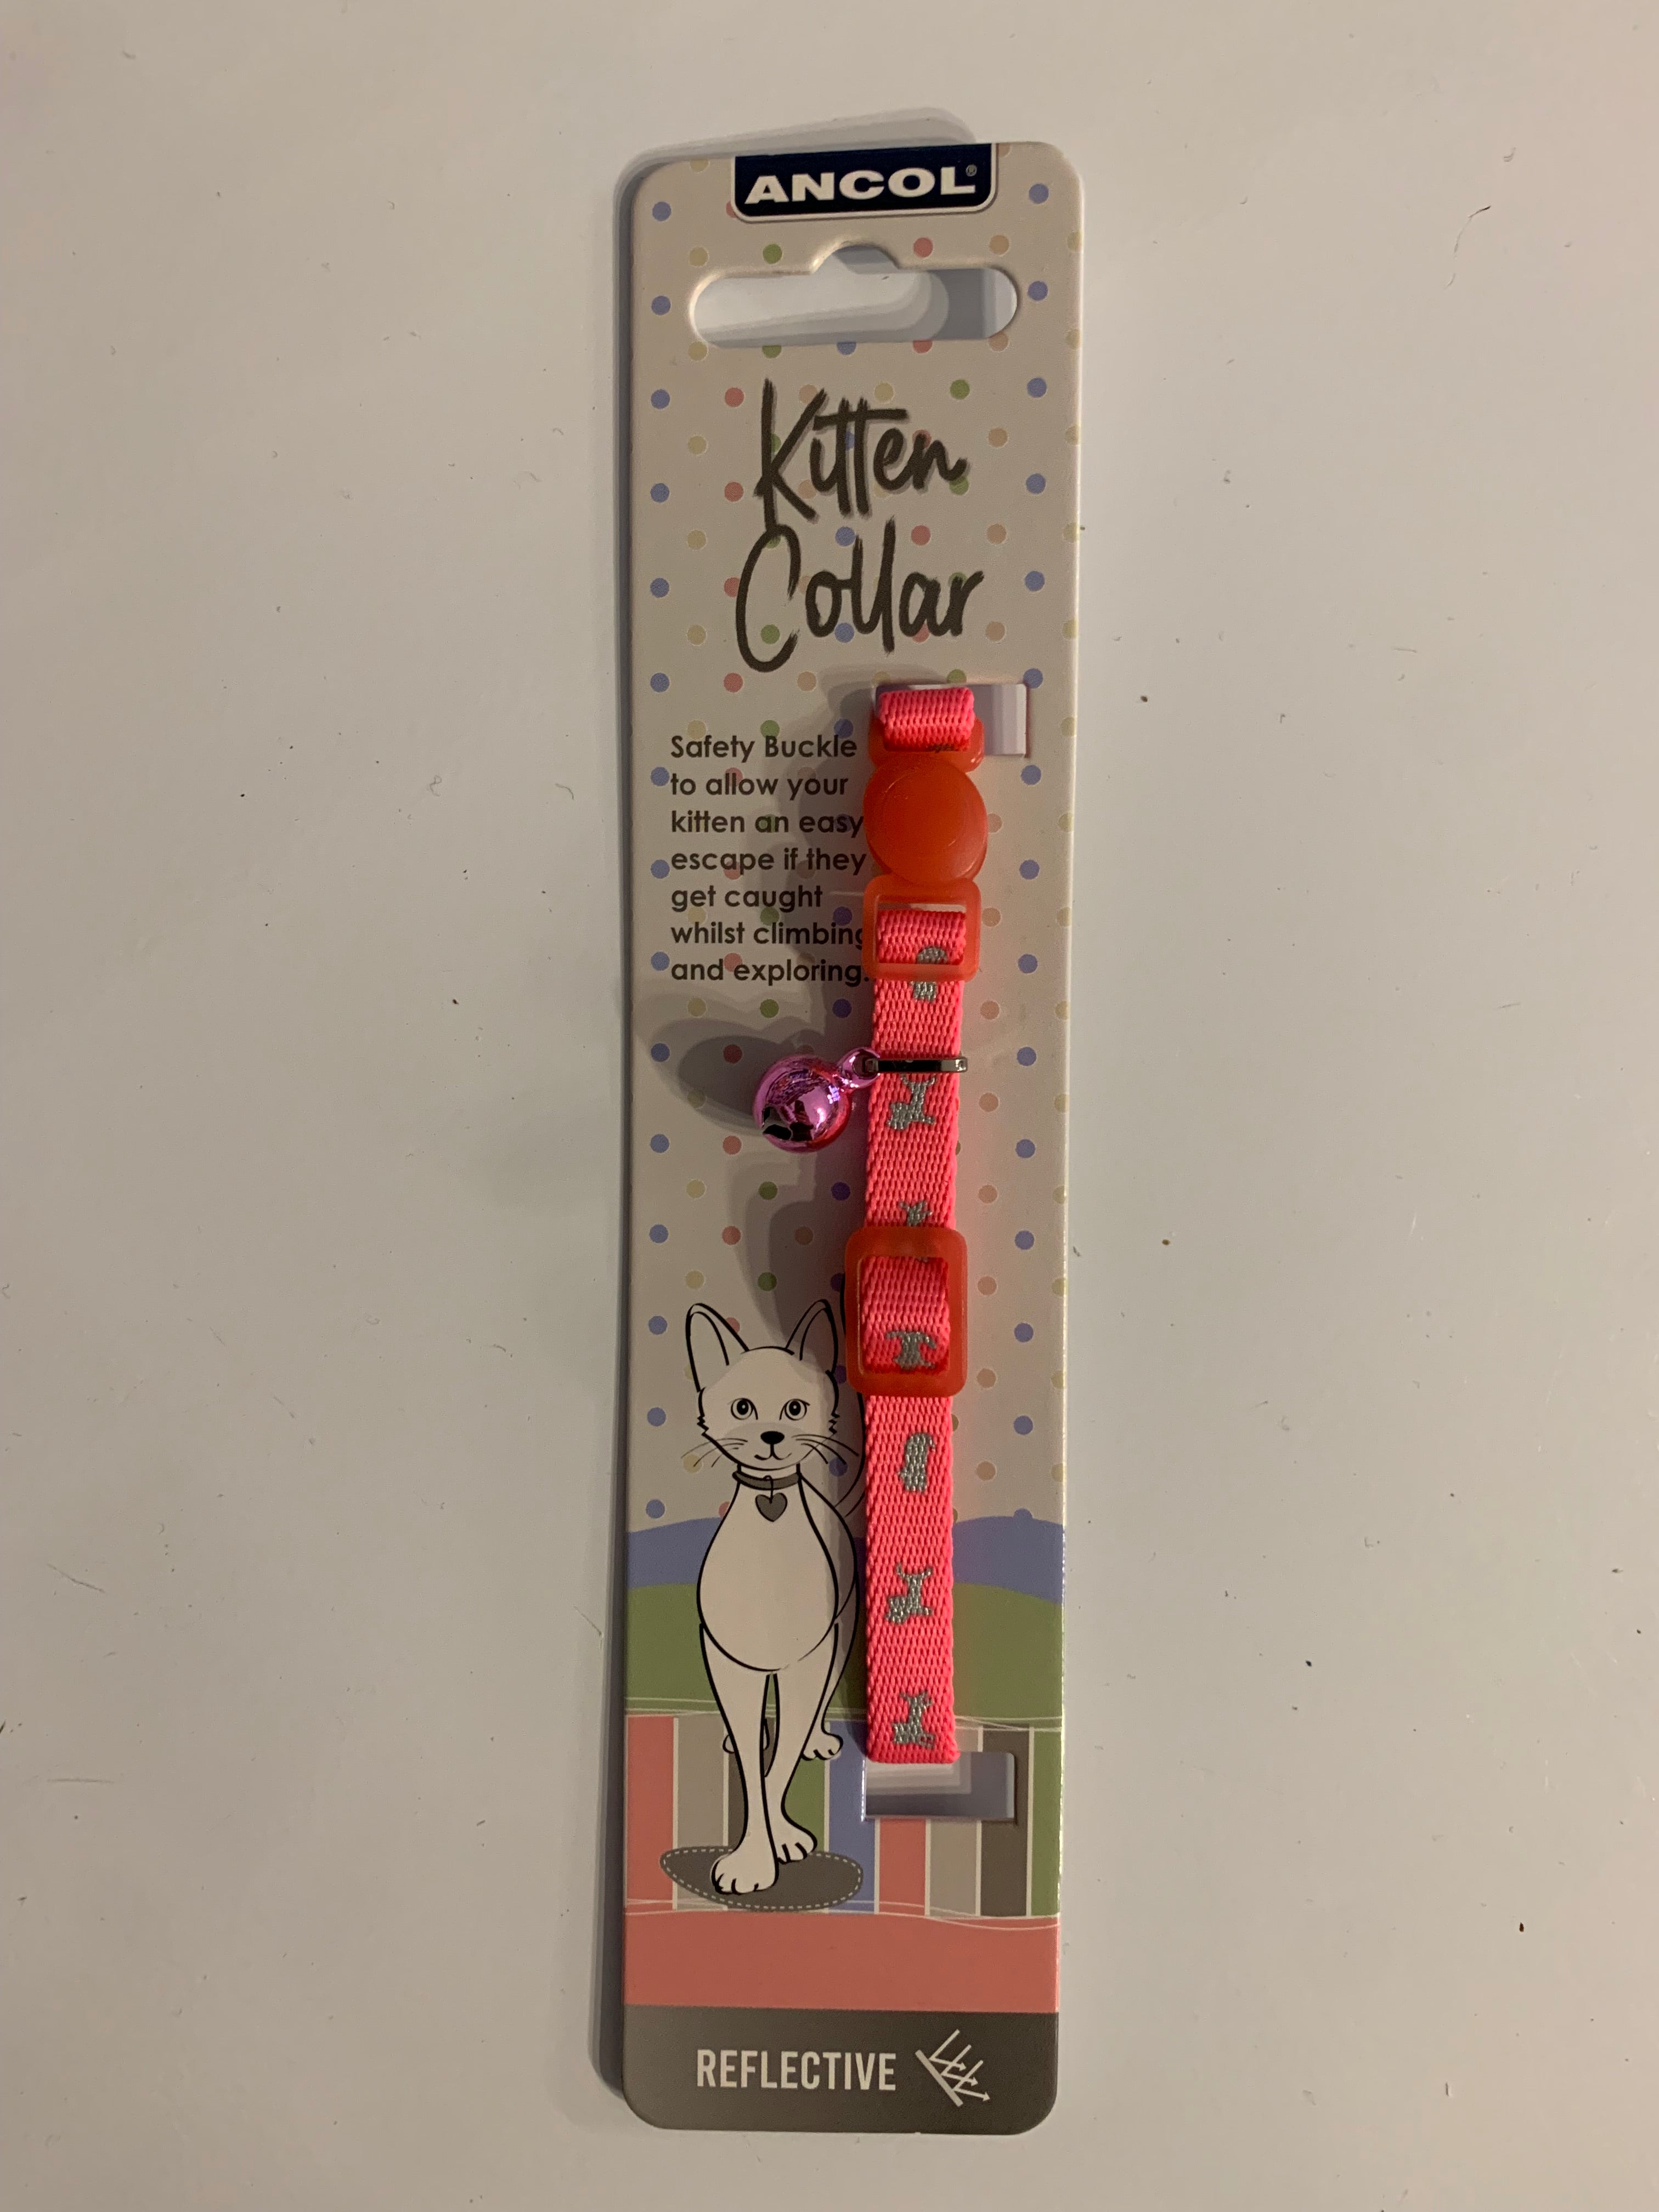 ANCOL®
Kitten
Collar
Safety Buckle
to allow your
kitten an easy
escape if they
get caught
whilst climbing
and exploring.
REFLECTIVE